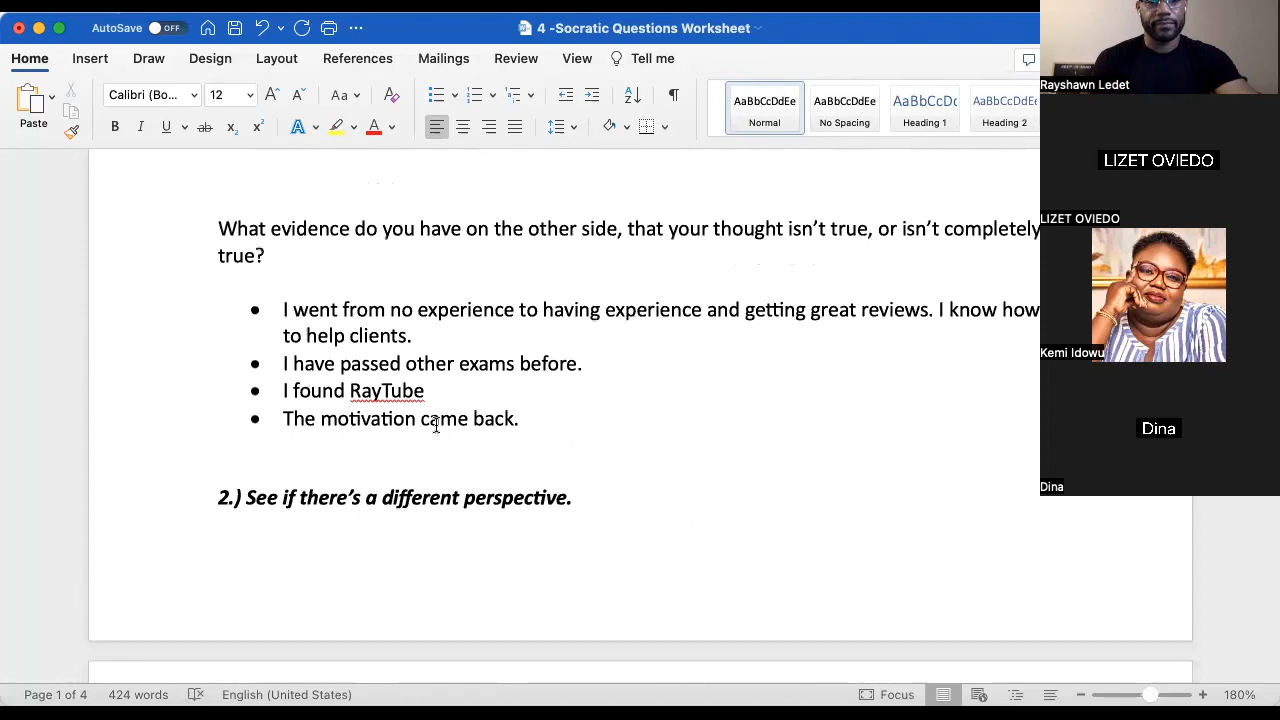 AutoSave OFF
4 -Socratic Questions Worksheet
Home Insert Draw Design Layout References Mailings Review View Tell me
Paste
Calibri (Bo... 12
AaBbCcDdEe AaBbCcDdEe AaBbCcDc AaBbCcDdEe
Normal No Spacing Heading 1 Heading 2
What evidence do you have on the other side, that your thought isn't true, or isn't completely
true?
• I went from no experience to having experience and getting great reviews. I know how
to help clients.
• I have passed other exams before.
• I found RayTube
• The motivation came back.
2.) See if there's a different perspective.
Page 1 of 4 424 words English (United States) Focus 180%
Rayshawn Ledet
LIZET OVIEDO
LIZET OVIEDO
Kemi Idowu
Dina
Dina